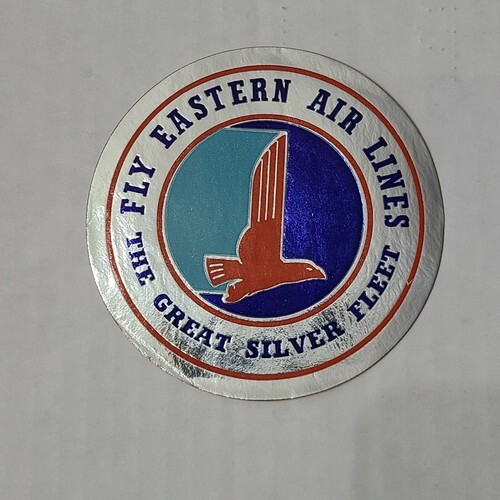 FLY EASTERN AIR LINES
THE GREAT SILVER FLEET